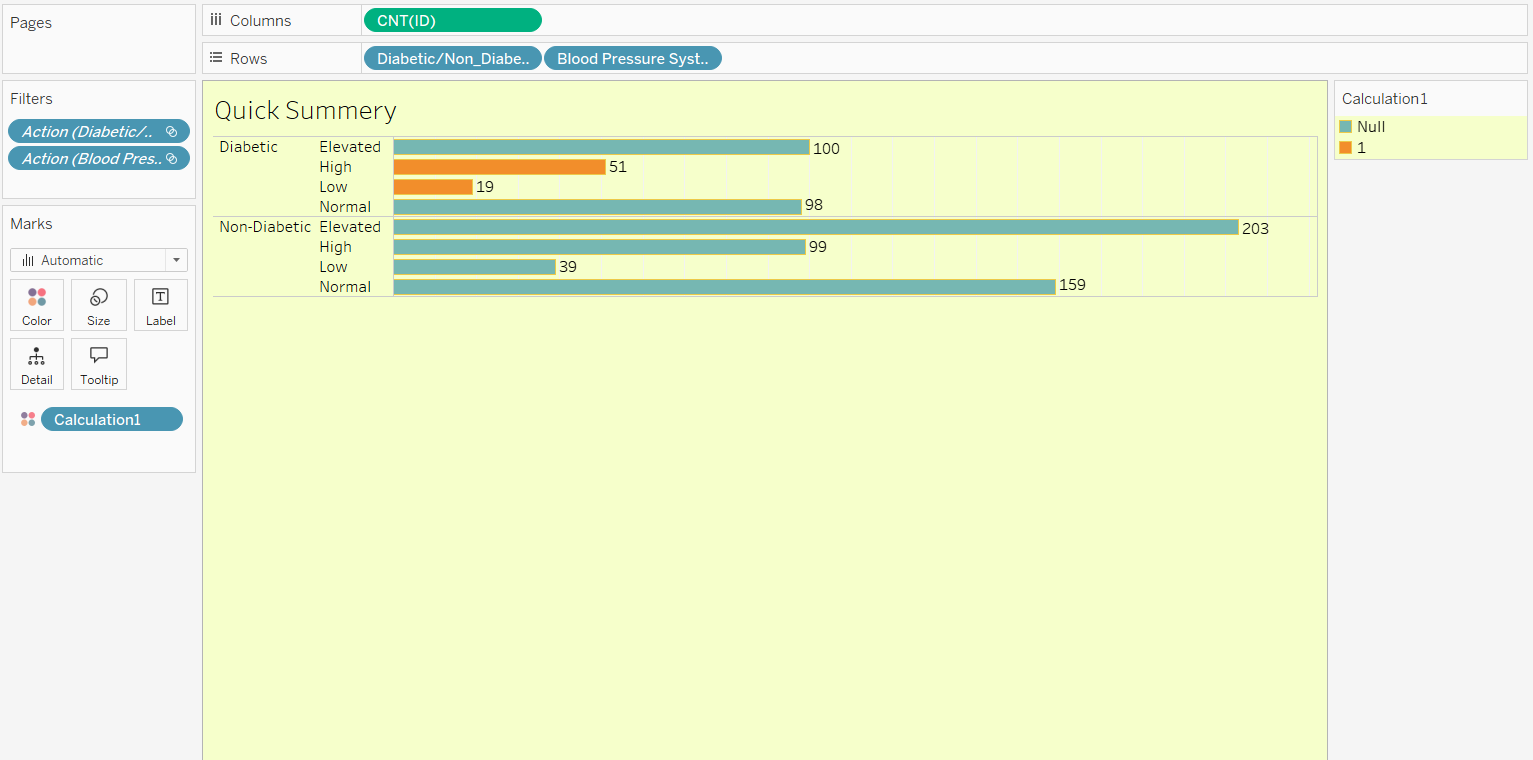 Pages
Columns
CNT(ID)
Rows
Diabetic/Non_Diabe..
Blood Pressure Syst..
Filters
Action (Diabetic/..
Action (Blood Pres..
Marks
Automatic
Color
Size
Label
Detail
Tooltip
Calculation1
Quick Summery
Diabetic
Elevated
100
High
51
Low
19
Normal
98
Non-Diabetic
Elevated
203
High
99
Low
39
Normal
159
Calculation1
Null
1